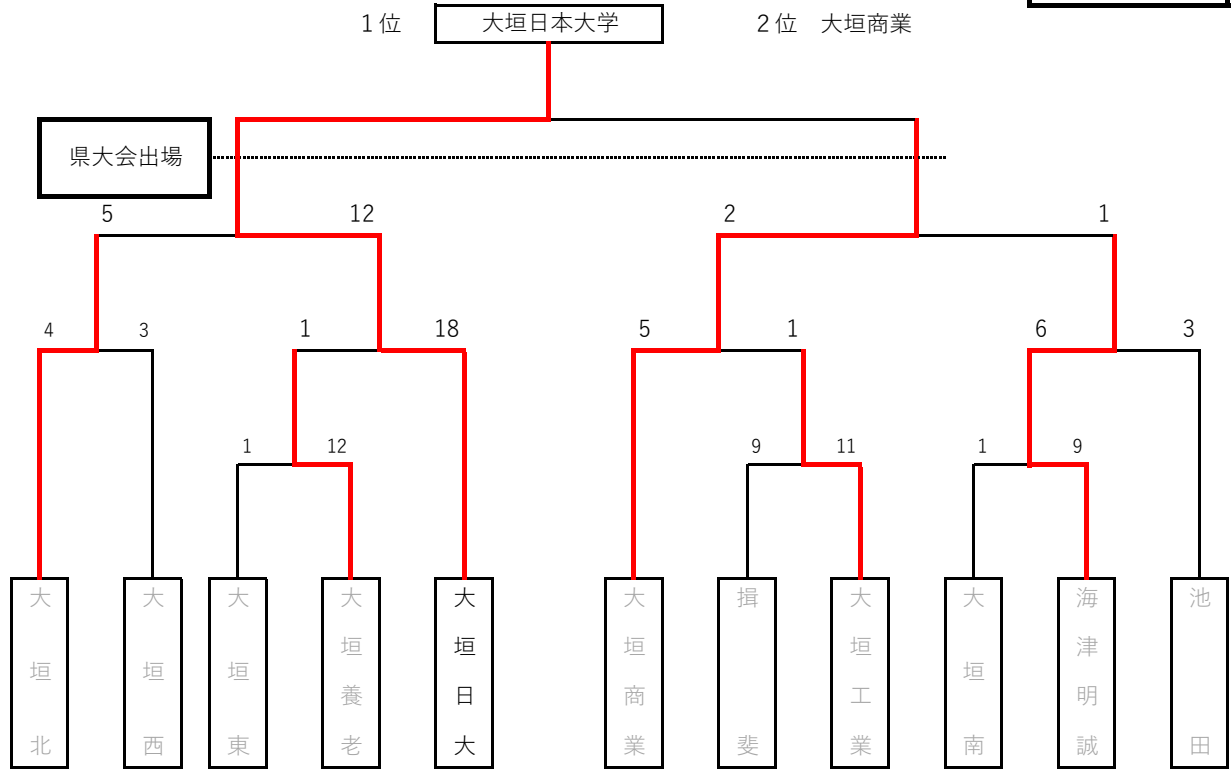 1位 大垣日本大学 2位 大垣商業
県大会出場
5 12 2 1
4 3 1 18 5 1 6 3
1 12 9 11 1 9
大垣北
大垣西
大垣東
大垣養老
大垣日大
大垣商業
揖斐
大垣工業
大垣南
海津明誠
池田